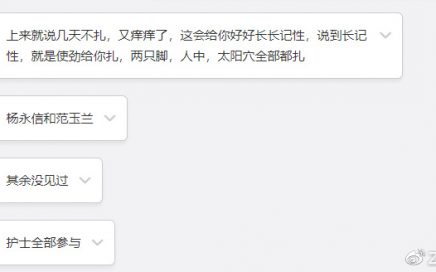 上来就说几天不扎，又痒痒了，这会给你好好长长记性，说到长记
性，就是使劲给你扎，两只脚，人中，太阳穴全部都扎
杨永信和范玉兰
其余没见过
护士全部参与